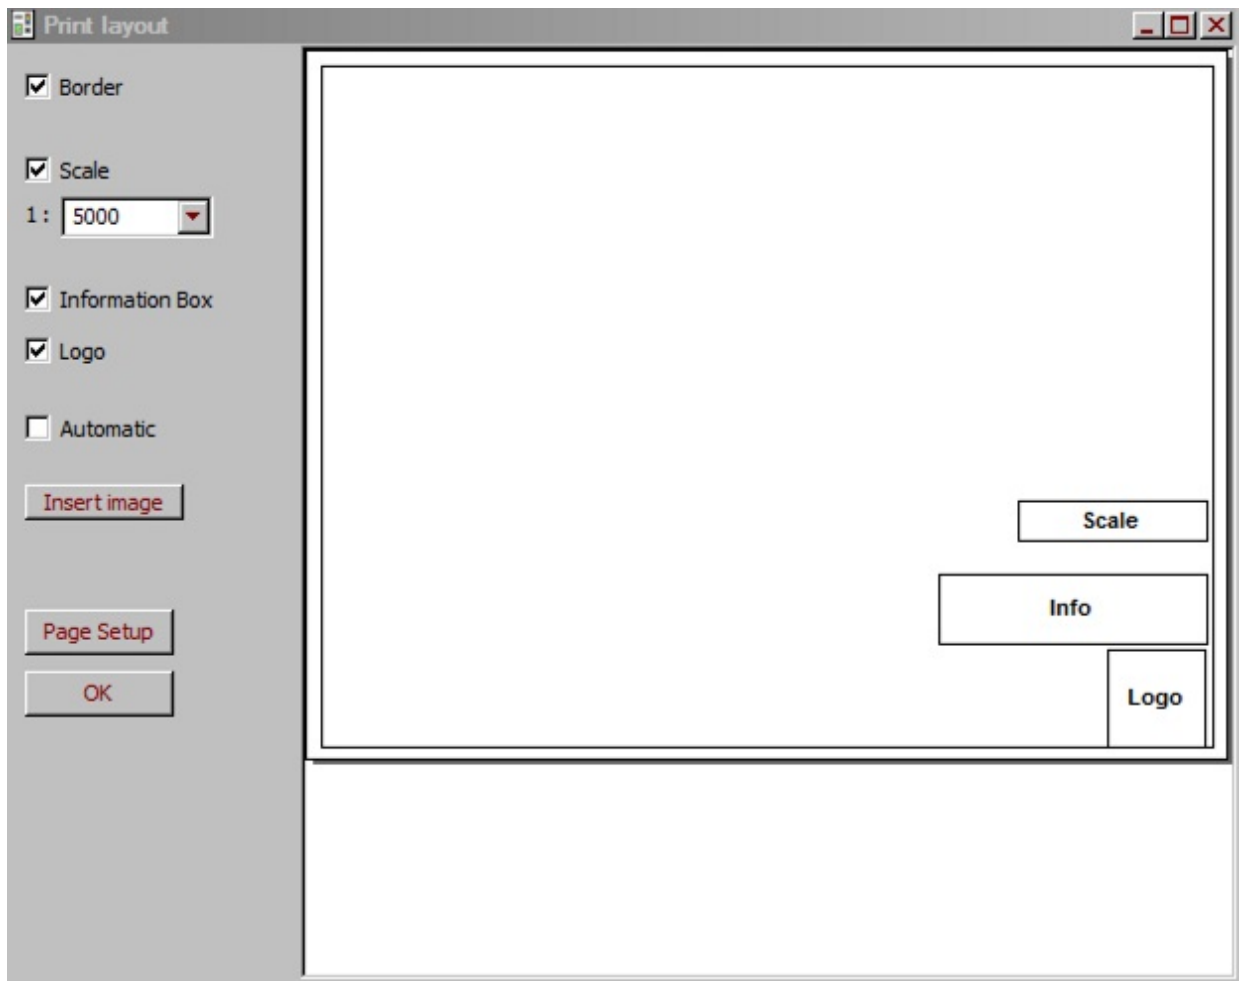 Print layout
Border
Scale
1: 5000
Information Box
Logo
Automatic
Insert image
Page Setup
OK
Scale
Info
Logo